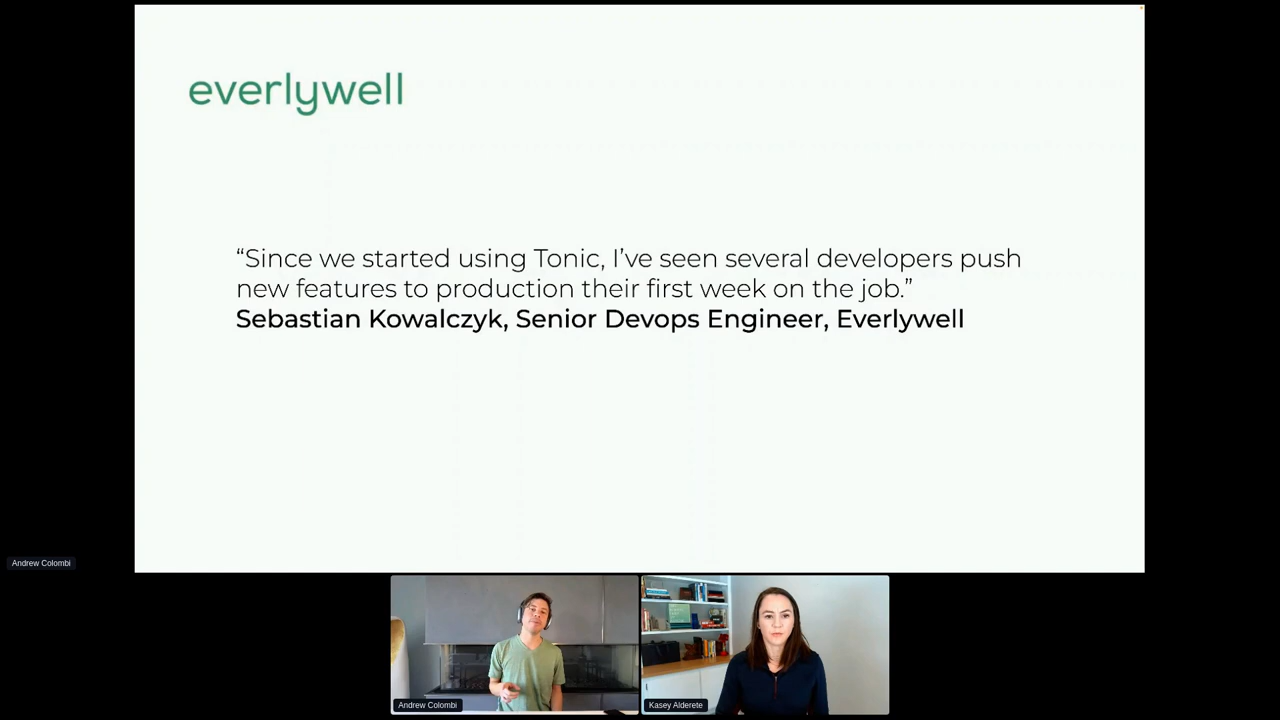 everlywell
“Since we started using Tonic, I’ve seen several developers push
new features to production their first week on the job.”
Sebastian Kowalczyk, Senior Devops Engineer, Everlywell
Andrew Colombi
Andrew Colombi
Kasey Alderete